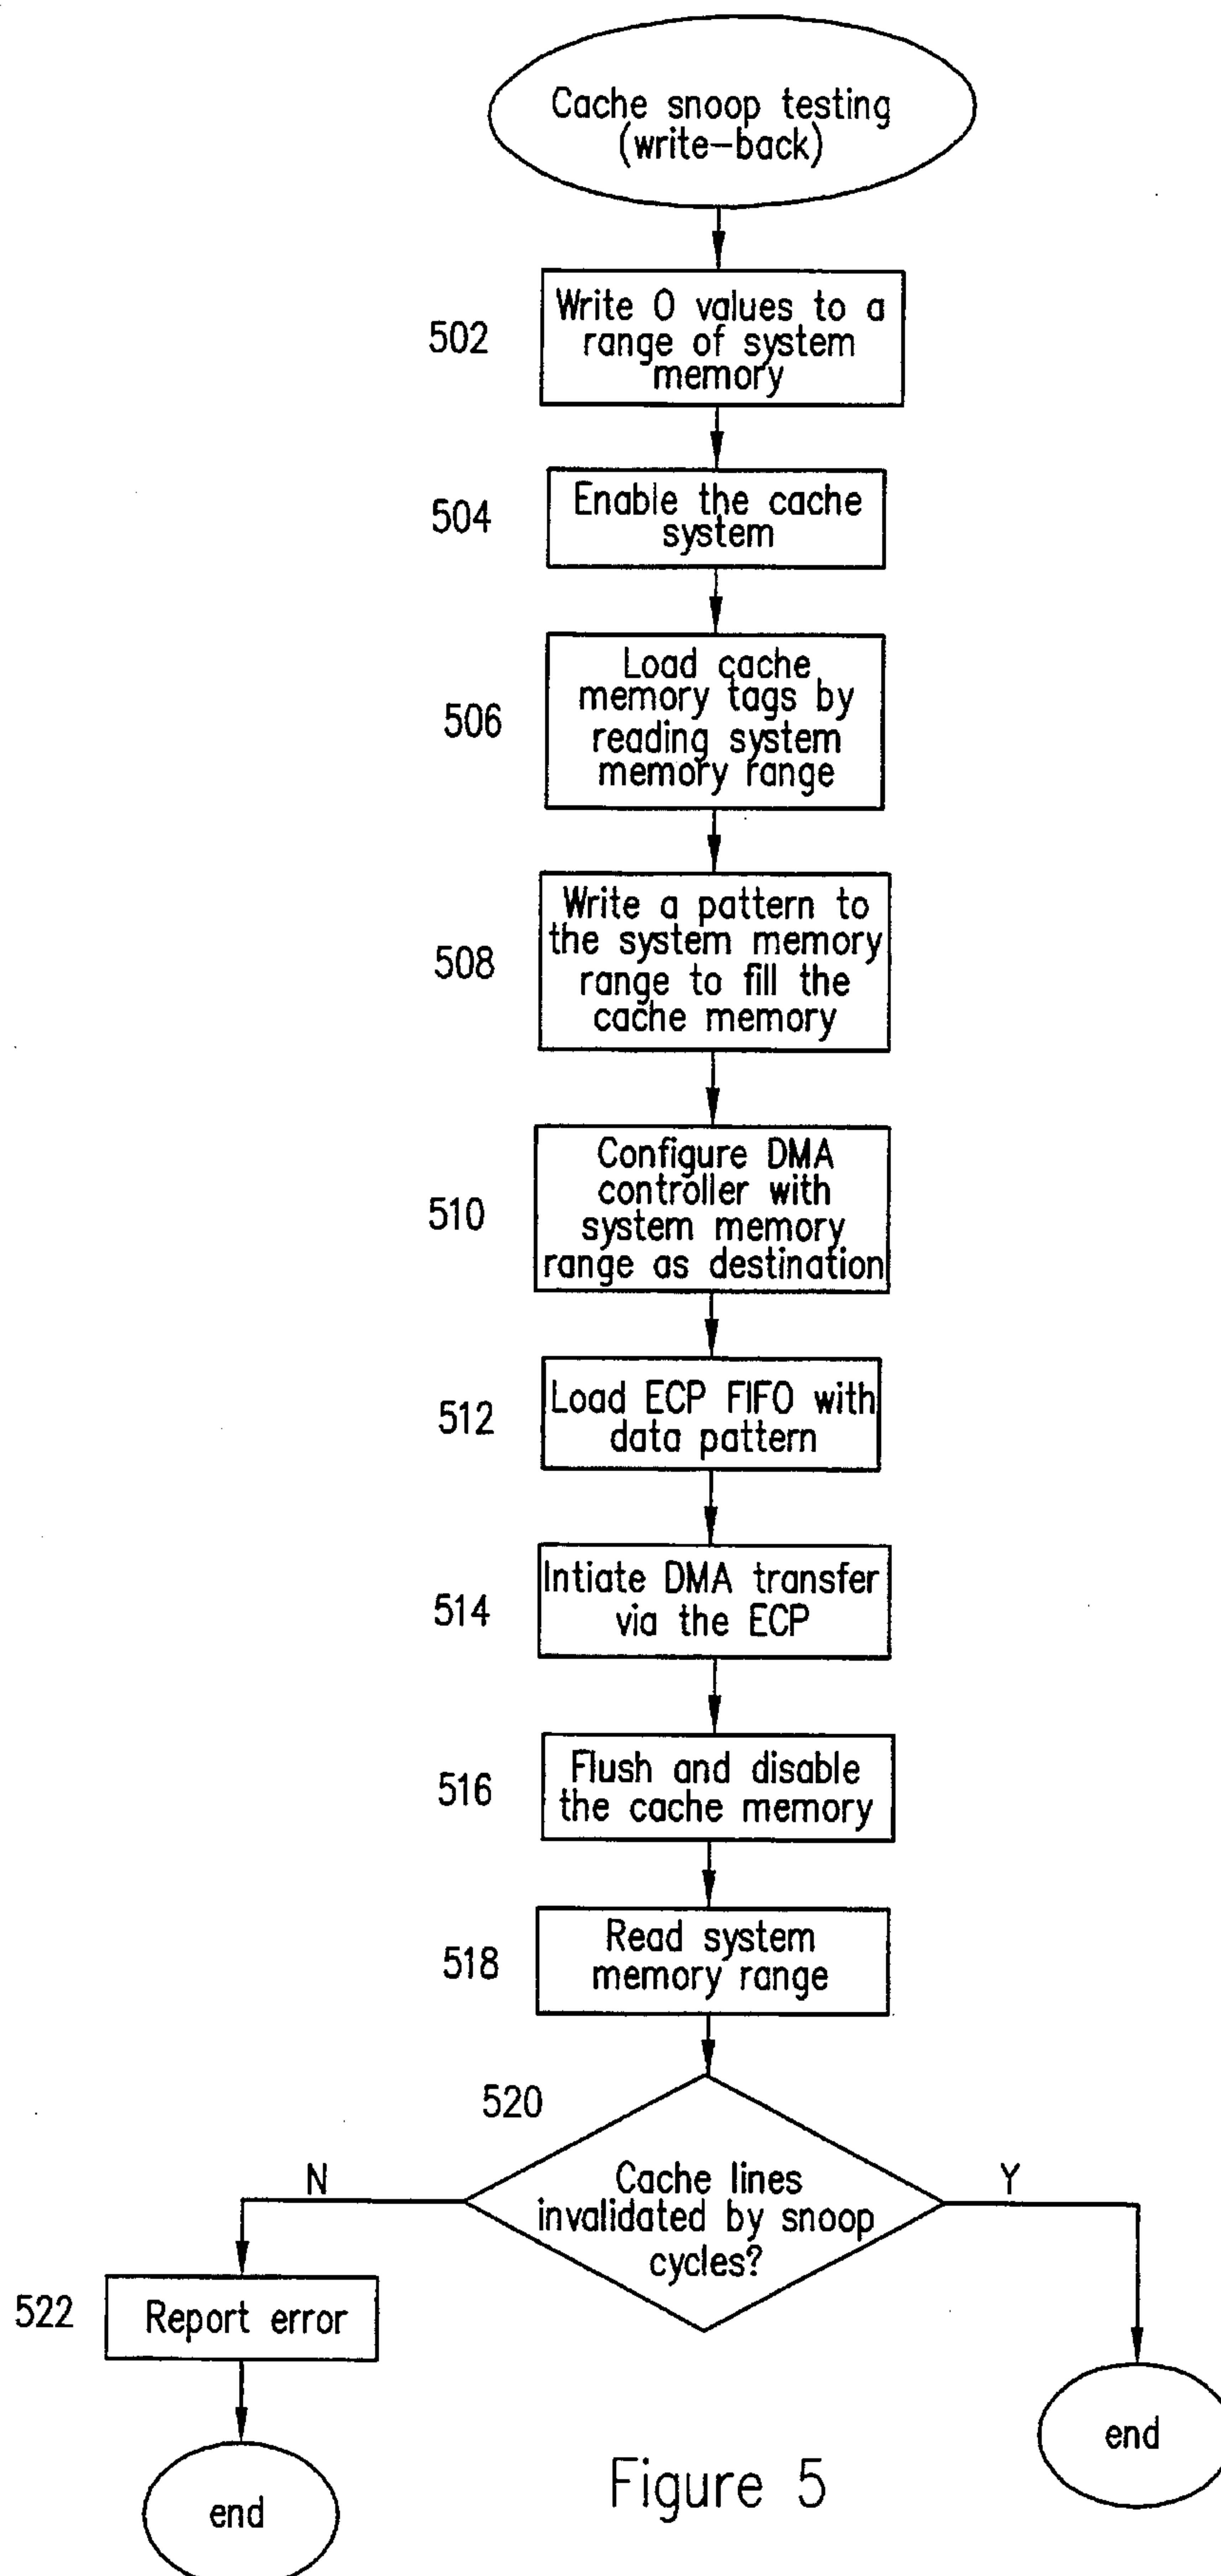 Cache snoop testing
(write-back)
502
Write 0 values to a
range of system
memory
504
Enable the cache
system
506
Load cache
memory tags by
reading system
memory range
508
Write a pattern to
the system memory
range to fill the
cache memory
510
Configure DMA
controller with
system memory
range as destination
512
Load ECP FIFO with
data pattern
514
Intiate DMA transfer
via the ECP
516
Flush and disable
the cache memory
518
Read system
memory range
520
Cache lines
invalidated by snoop
cycles?
N
Y
522
Report error
end
end
Figure 5